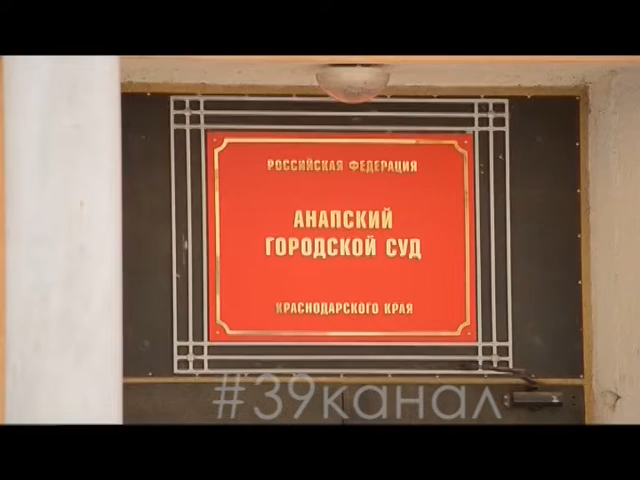 РОССИЙСКАЯ ФЕДЕРАЦИЯ
АНАПСКИЙ
ГОРОДСКОЙ СУД
КРАСНОДАРСКОГО КРАЯ
#39канал